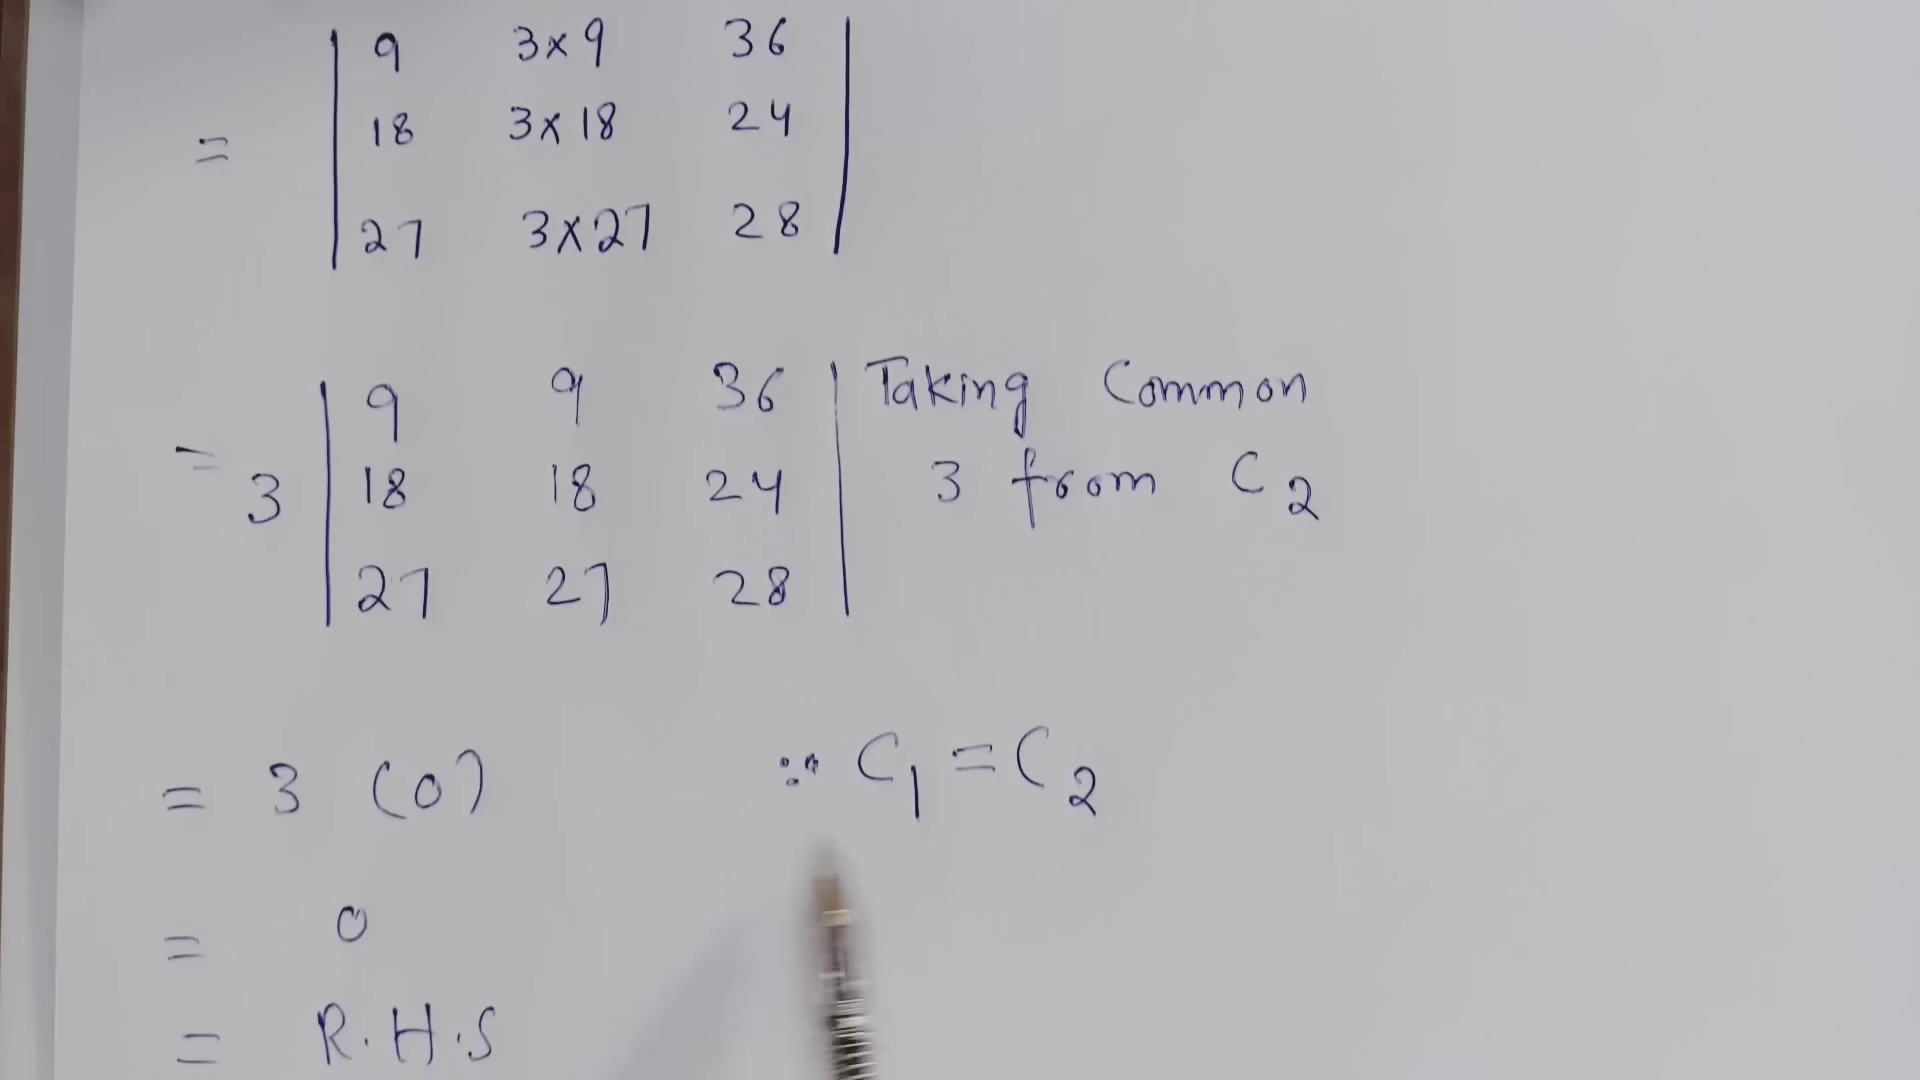 | 9 3×9 36 |
= | 18 3×18 24 |
| 27 3×27 28 |
| 9 9 36 | Taking Common
= 3 | 18 18 24 | 3 from C₂
| 27 27 28 |
= 3 (0) ∵ C₁ = C₂
= 0
= R.H.S